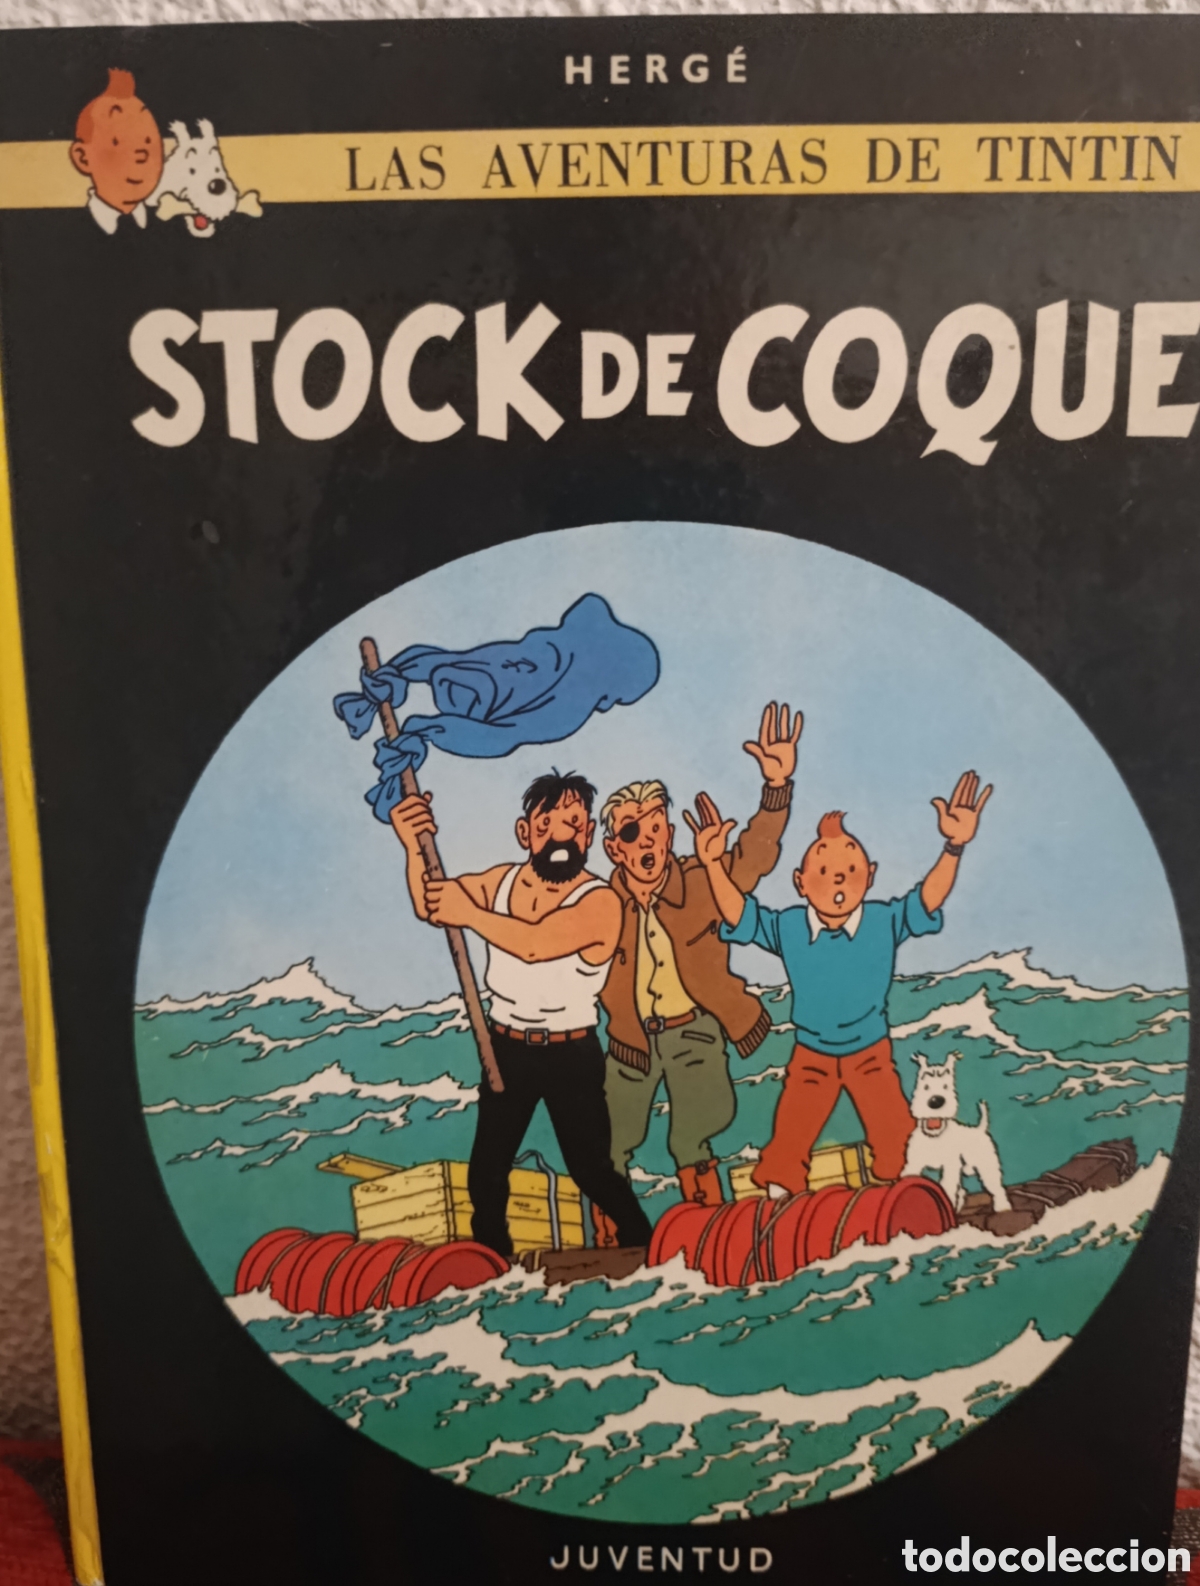 HERGÉ
LAS AVENTURAS DE TINTIN
STOCK DE COQUE
JUVENTUD
todocoleccion